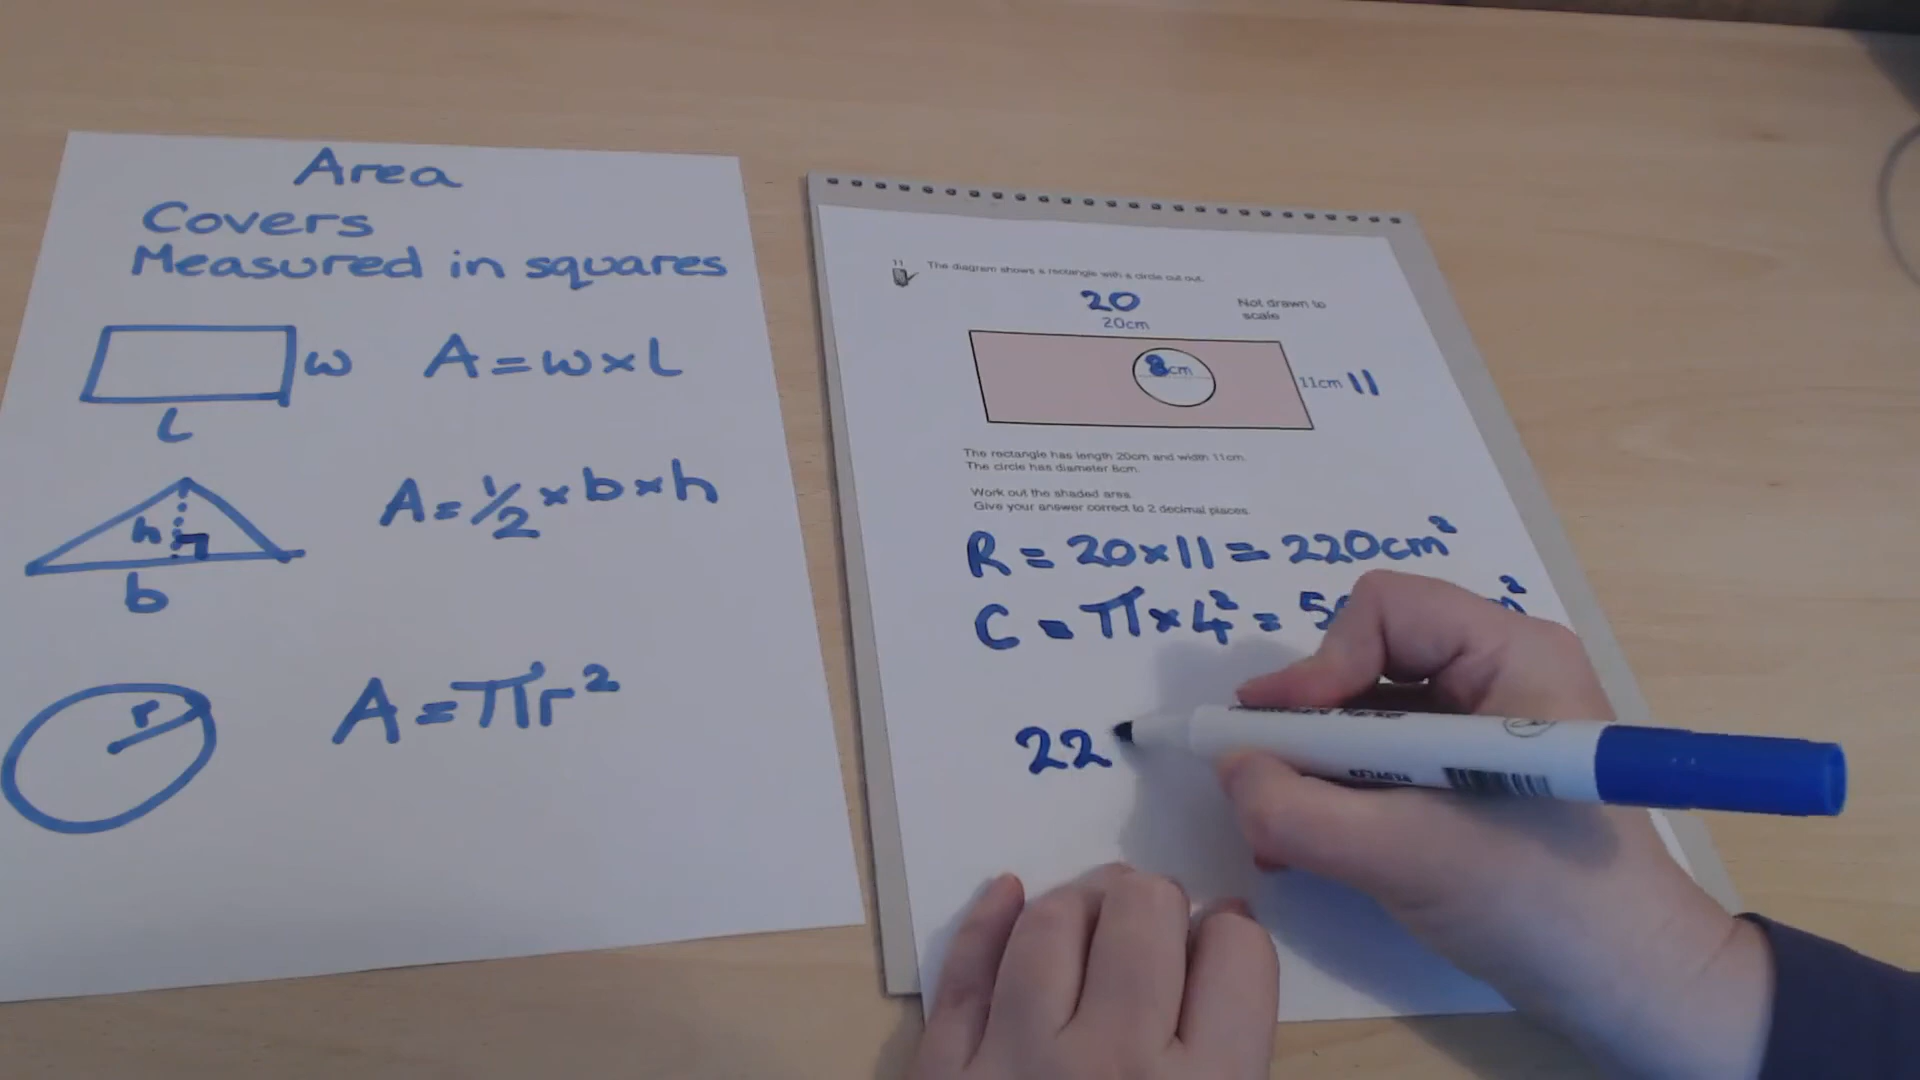 Area
Covers
Measured in squares
w
A = w × L
L
h
b
A = 1/2 × b × h
r
A = πr²
11
The diagram shows a rectangle with a circle cut out.
20
20cm
Not drawn to
scale
8cm
11cm 11
The rectangle has length 20cm and width 11cm.
The circle has diameter 8cm.
Work out the shaded area.
Give your answer correct to 2 decimal places.
R = 20 × 11 = 220cm²
C = π × 4² = 5
22